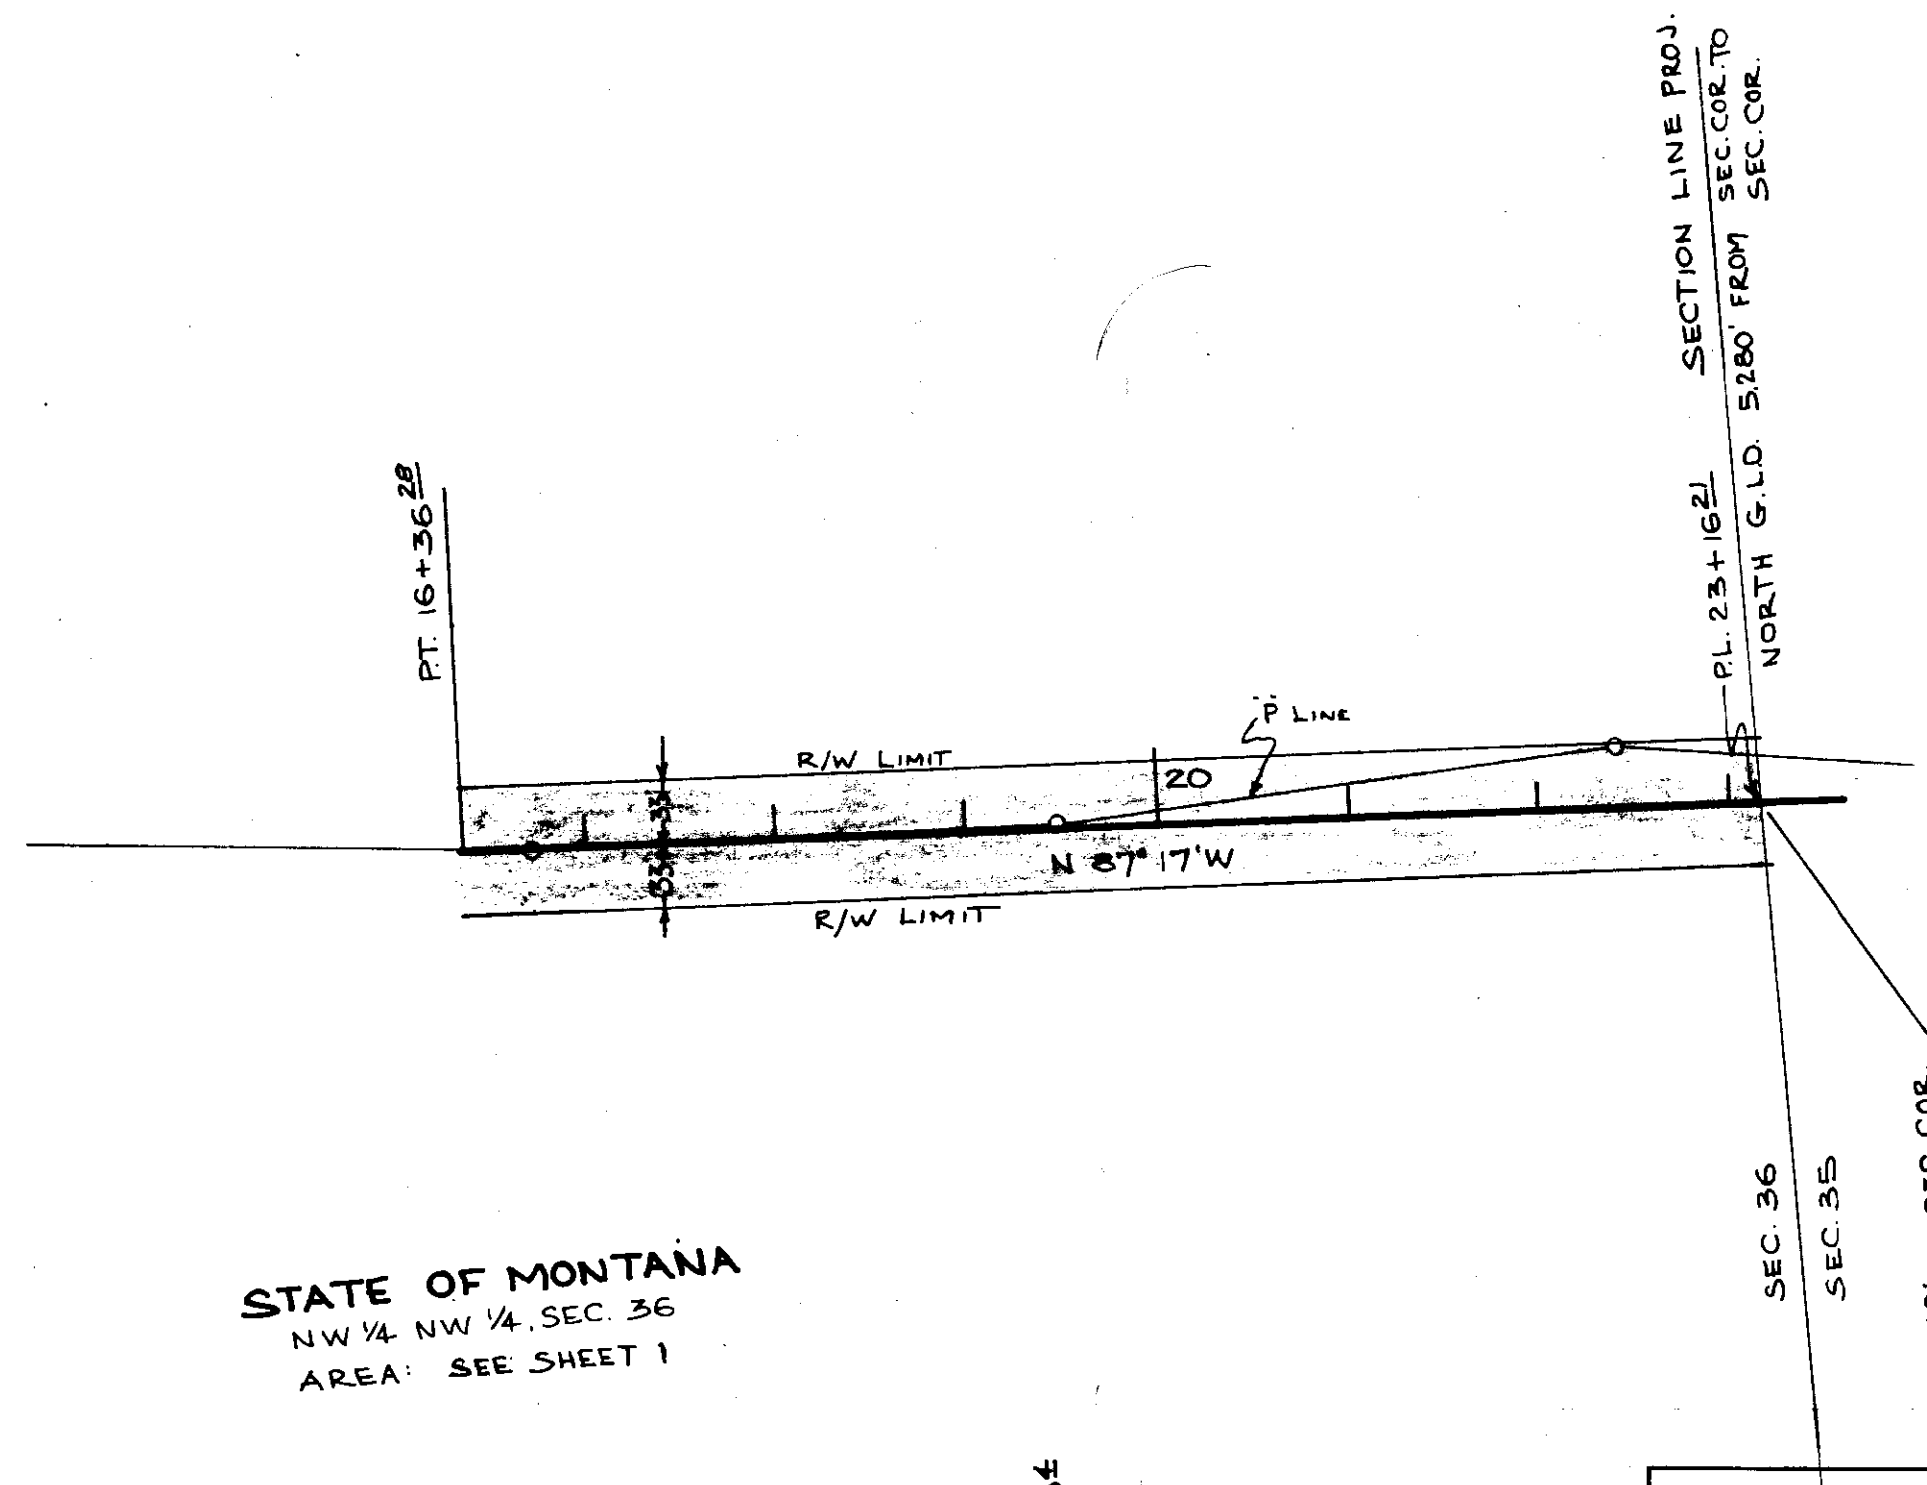 SECTION LINE PROJ.
P.L. 23+16 21
NORTH G.L.O. 5,280' FROM SEC. COR. TO
SEC. COR.
P.T. 16+36 28
"P" LINE
R/W LIMIT
20
33
33
N 87° 17' W
R/W LIMIT
SEC. 36
SEC. 35
STATE OF MONTANA
NW 1/4 NW 1/4, SEC. 36
AREA: SEE SHEET 1